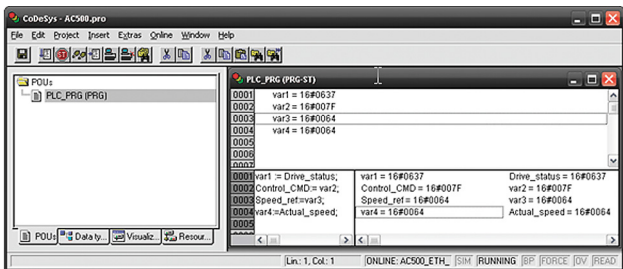 CoDeSys - AC500.pro
File Edit Project Insert Extras Online Window Help
POUs
PLC_PRG (PRG)
POUs Data ty... Visualiz... Resour...
PLC_PRG (PRG-ST)
0001 var1 = 16#0637
0002 var2 = 16#007F
0003 var3 = 16#0064
0004 var4 = 16#0064
0005
0006
0007
0001 var1 := Drive_status; var1 = 16#0637 Drive_status = 16#0637
0002 Control_CMD:= var2; Control_CMD = 16#007F var2 = 16#007F
0003 Speed_ref:=var3; Speed_ref = 16#0064 var3 = 16#0064
0004 var4:=Actual_speed; var4 = 16#0064 Actual_speed = 16#0064
0005
Lin.: 1, Col.: 1 ONLINE: AC500_ETH_ SIM RUNNING BP FORCE OV READ